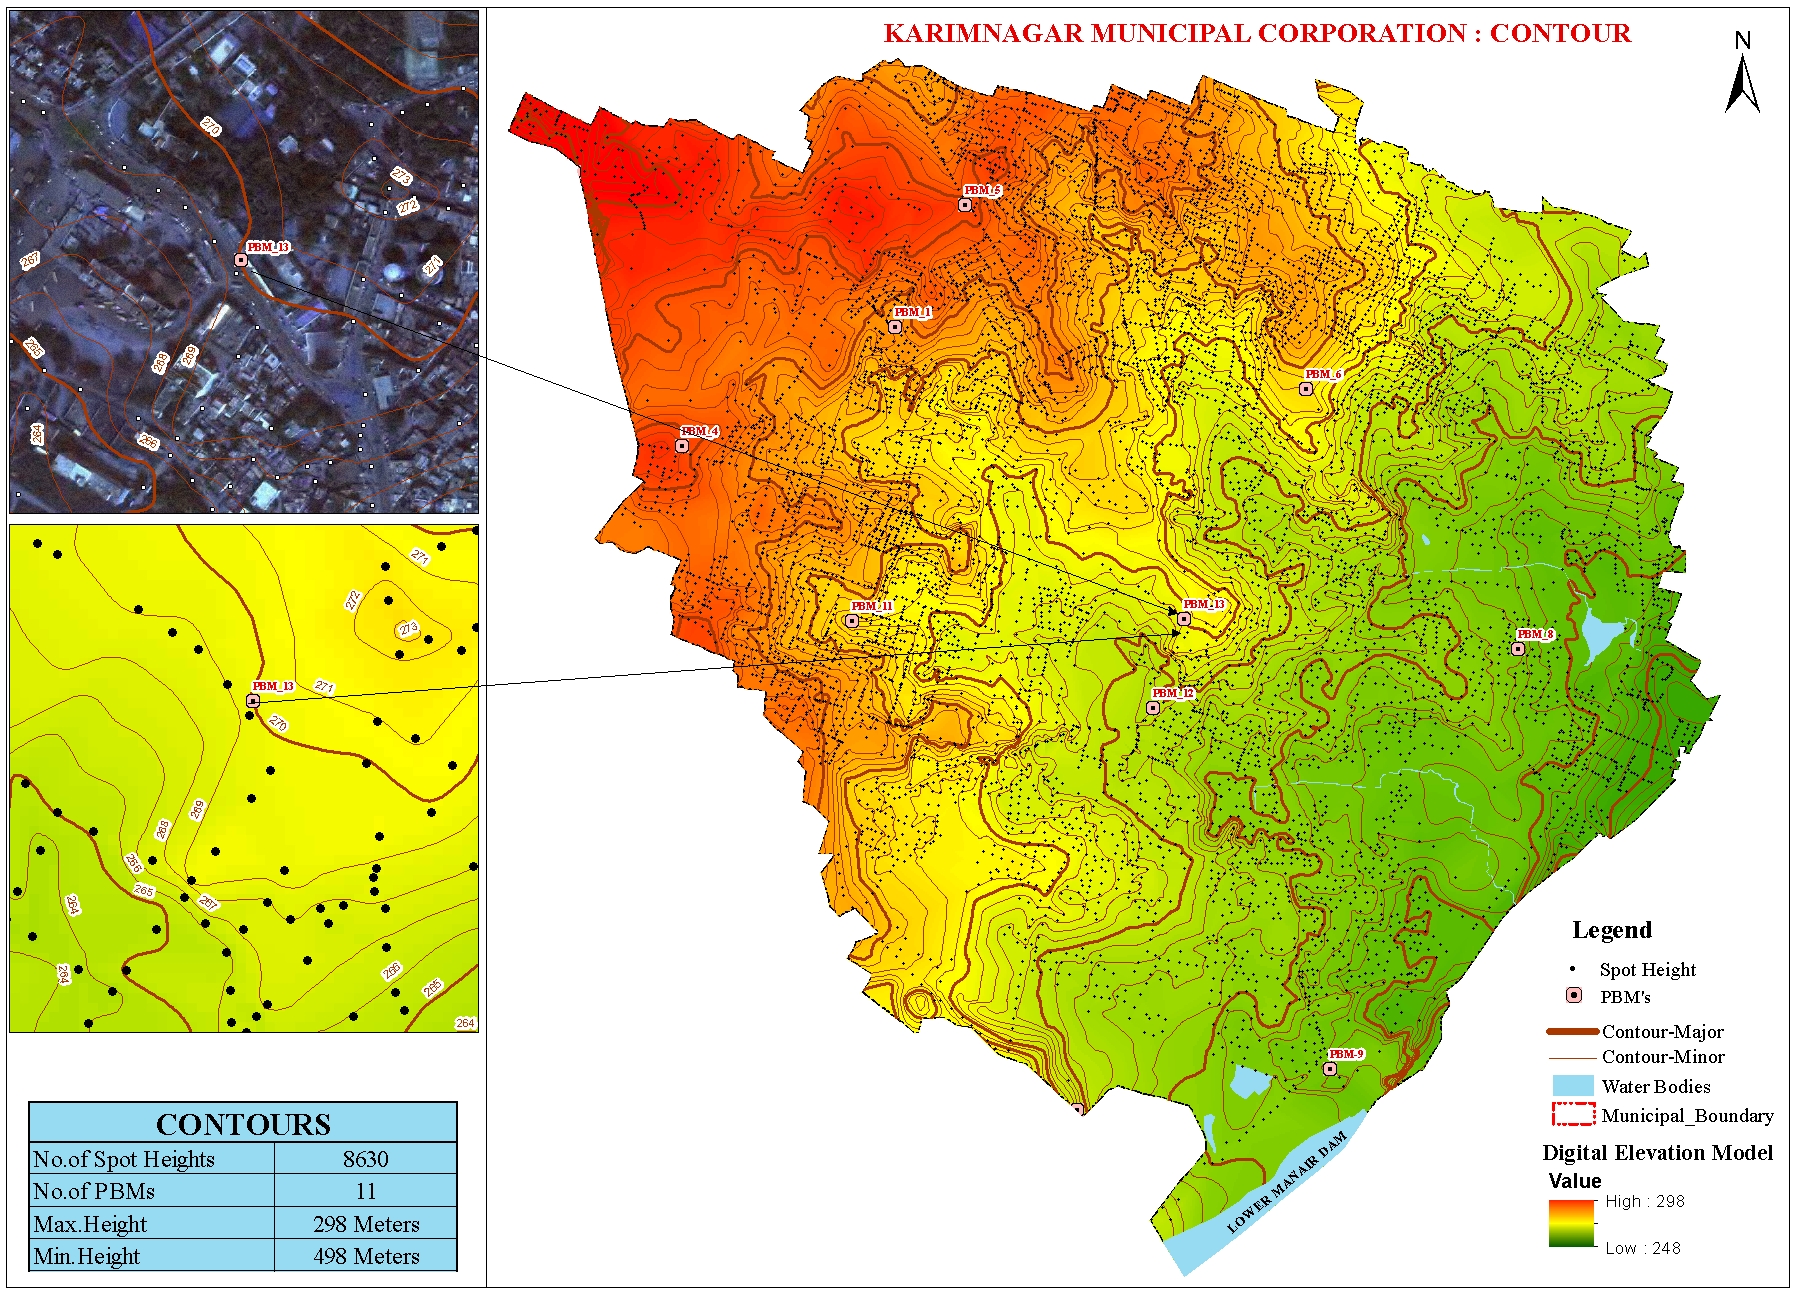 KARIMNAGAR MUNICIPAL CORPORATION : CONTOUR
N
270
273
272
PBM_13
267
271
265
268
269
264
266
271
272
273
PBM_13
271
270
269
268
266
265
267
264
264
266
265
264
PBM_5
PBM_1
PBM_6
PBM_4
PBM_11
PBM_13
PBM_8
PBM_12
PBM-9
LOWER MANAIR DAM
CONTOURS
No.of Spot Heights 8630
No.of PBMs 11
Max.Height 298 Meters
Min.Height 498 Meters
Legend
Spot Height
PBM's
Contour-Major
Contour-Minor
Water Bodies
Municipal_Boundary
Digital Elevation Model
Value
High : 298
Low : 248